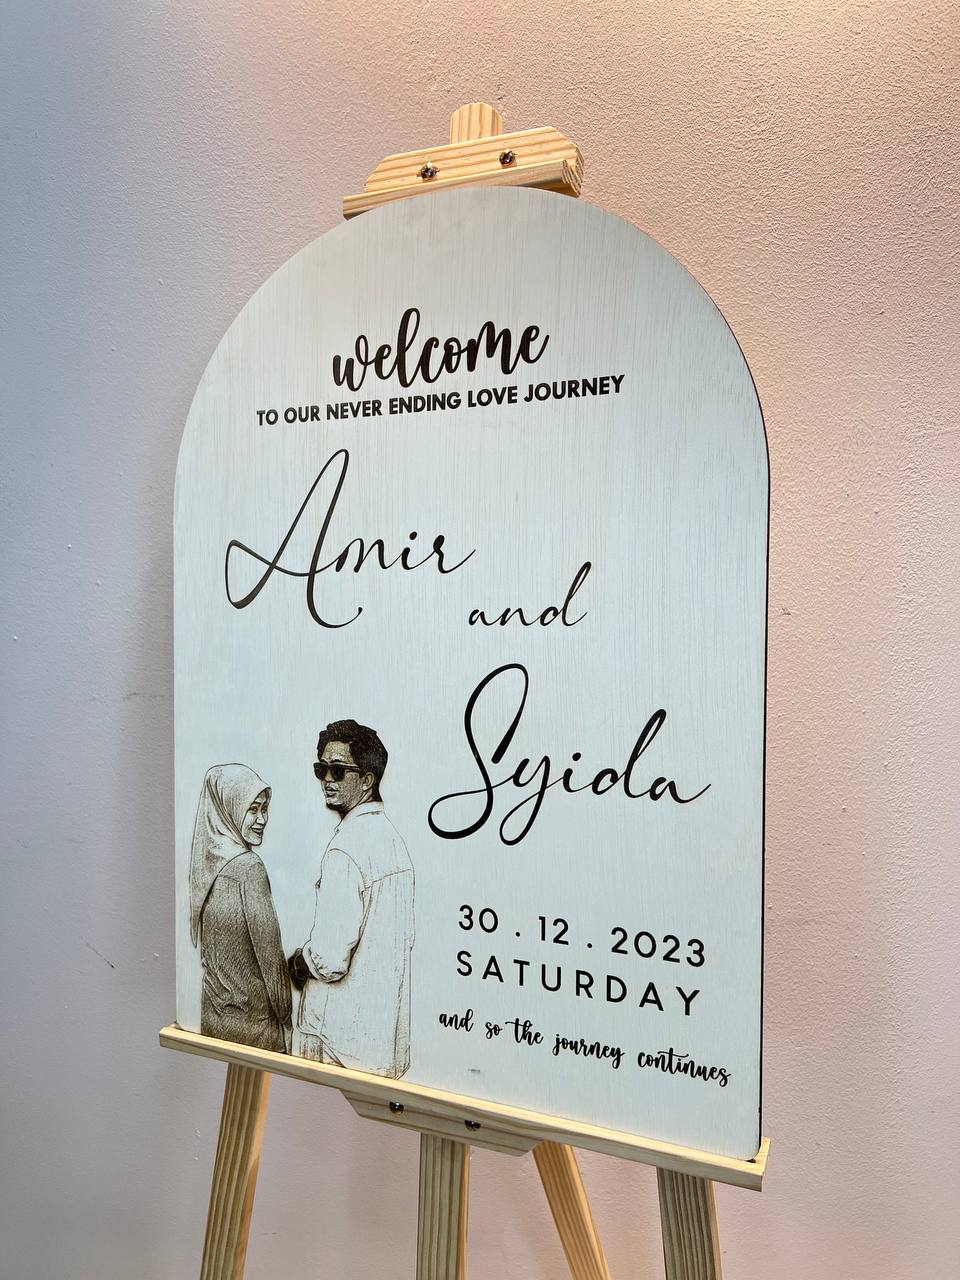 welcome
TO OUR NEVER ENDING LOVE JOURNEY
Amir
and
Syida
30 . 12 . 2023
SATURDAY
and so the journey continues